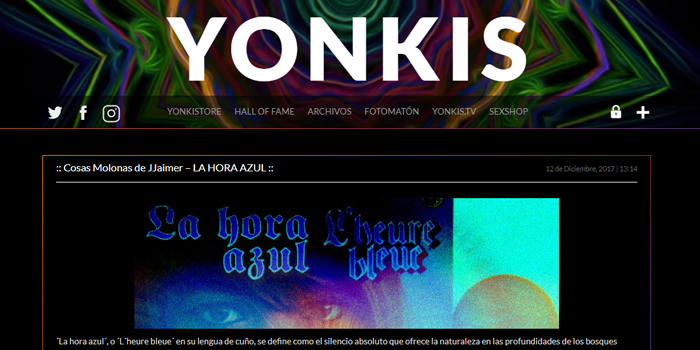 YONKIS
YONKISTORE HALL OF FAME ARCHIVOS FOTOMATÓN YONKIS.TV SEXSHOP
:: Cosas Molonas de JJaimer – LA HORA AZUL ::
12 de Diciembre, 2017 | 13:14
La hora L'heure
azul bleue
´La hora azul´, o ´L´heure bleue´ en su lengua de cuño, se define como el silencio absoluto que ofrece la naturaleza en las profundidades de los bosques